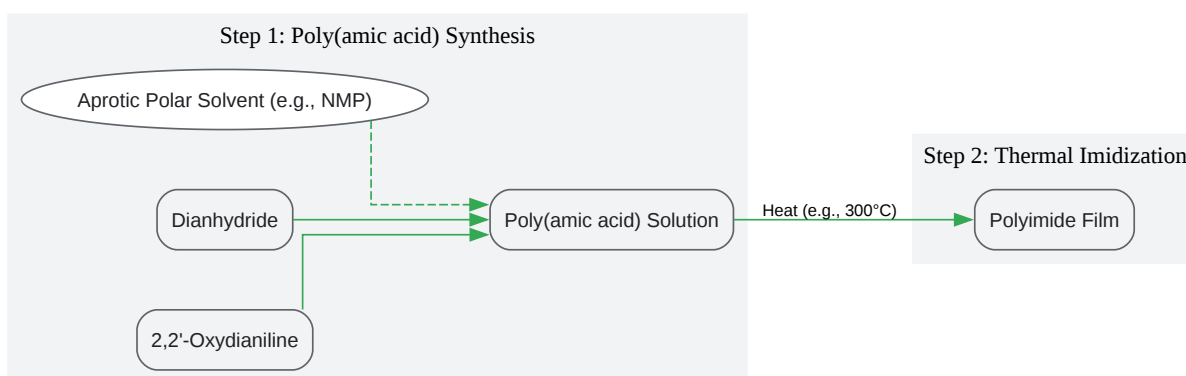 Step 1: Poly(amic acid) Synthesis
Aprotic Polar Solvent (e.g., NMP)
Step 2: Thermal Imidization
Dianhydride
Poly(amic acid) Solution
Heat (e.g., 300°C)
Polyimide Film
2,2'-Oxydianiline